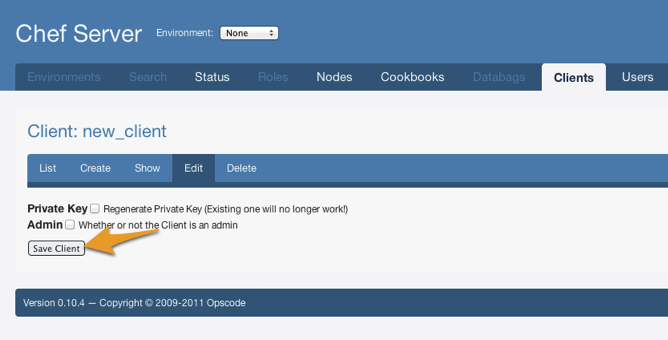 Chef Server Environment: None
Environments Search Status Roles Nodes Cookbooks Databags Clients Users
Client: new_client
List Create Show Edit Delete
Private Key Regenerate Private Key (Existing one will no longer work!)
Admin Whether or not the Client is an admin
Save Client
Version 0.10.4 — Copyright © 2009-2011 Opscode